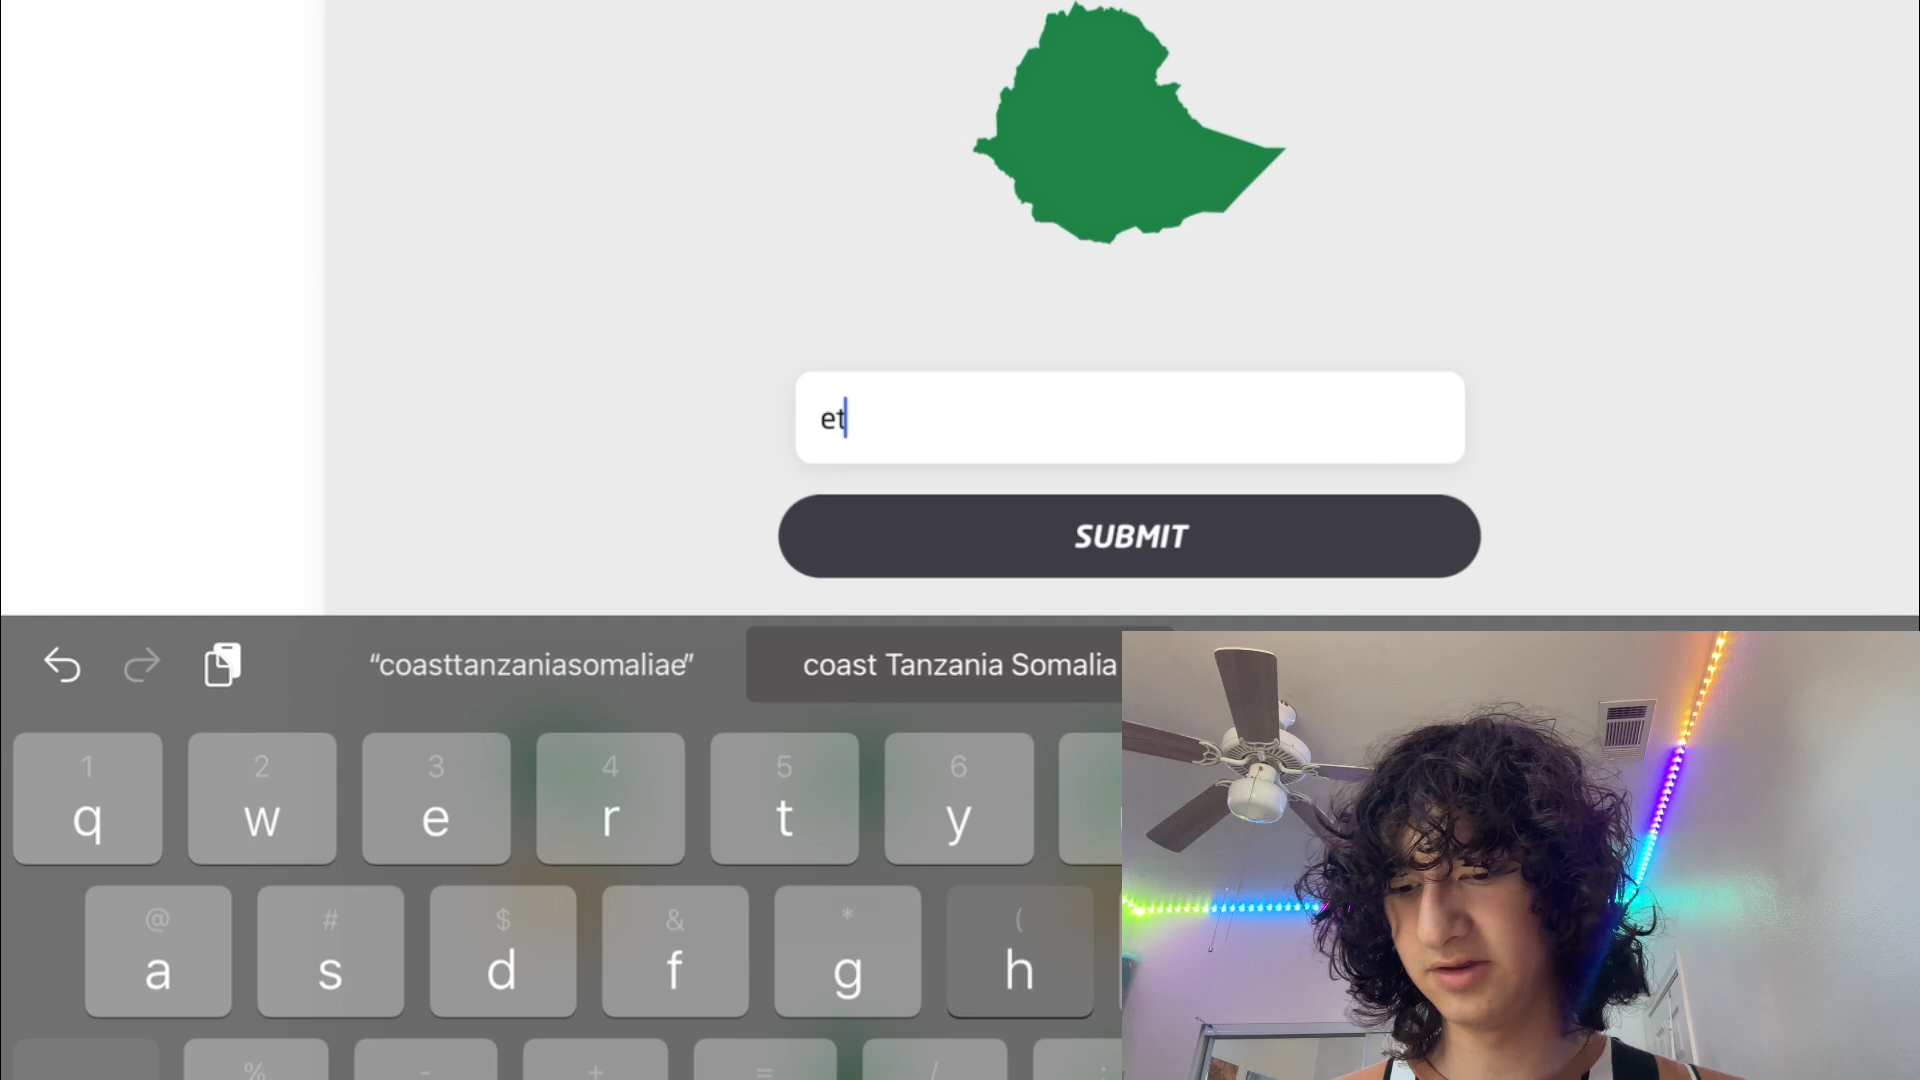 et
SUBMIT
“coasttanzaniasomaliae” coast Tanzania Somalia
1 2 3 4 5 6
q w e r t y
@ # $ & * (
a s d f g h
% - + = / :